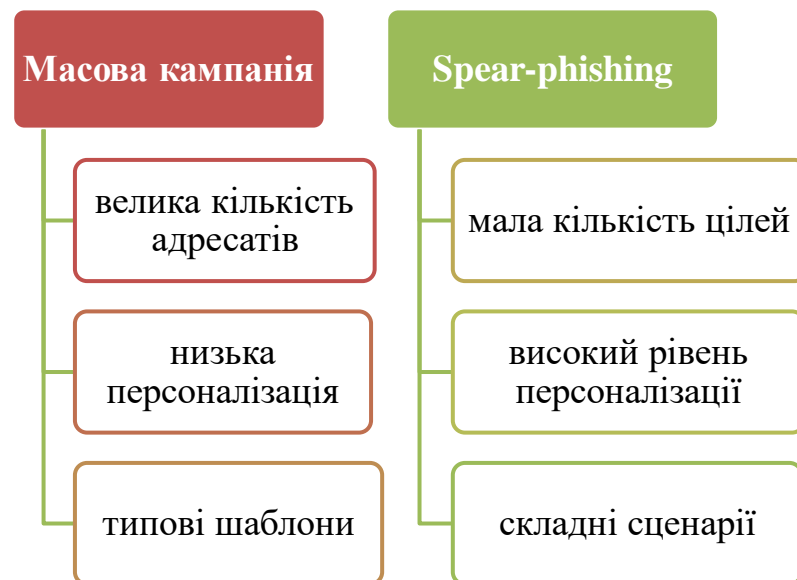 Масова кампанія
велика кількість
адресатів
низька
персоналізація
типові шаблони
Spear-phishing
мала кількість цілей
високий рівень
персоналізації
складні сценарії